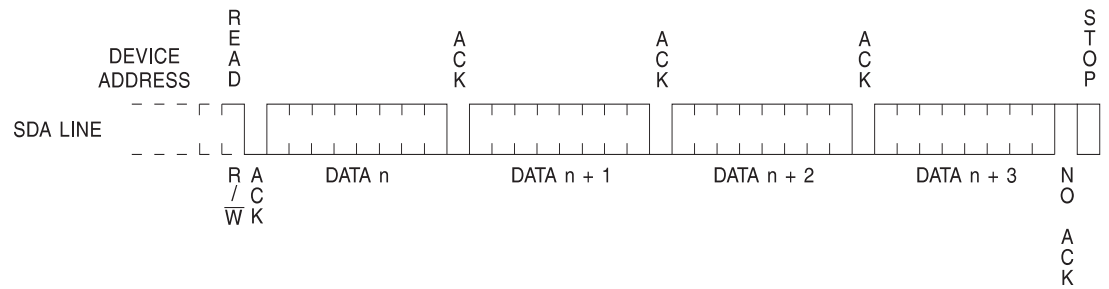 DEVICE
ADDRESS
READ
ACK
ACK
ACK
STOP
SDA LINE
R/W
ACK
DATA n
DATA n + 1
DATA n + 2
DATA n + 3
NO ACK